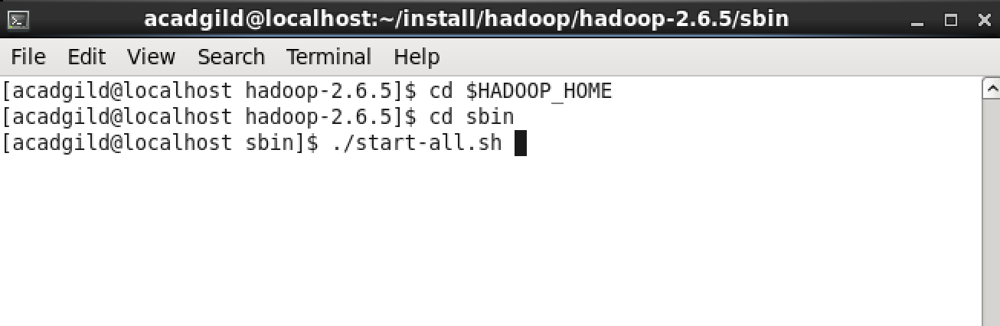 acadgild@localhost:~/install/hadoop/hadoop-2.6.5/sbin
File Edit View Search Terminal Help
[acadgild@localhost hadoop-2.6.5]$ cd $HADOOP_HOME
[acadgild@localhost hadoop-2.6.5]$ cd sbin
[acadgild@localhost sbin]$ ./start-all.sh